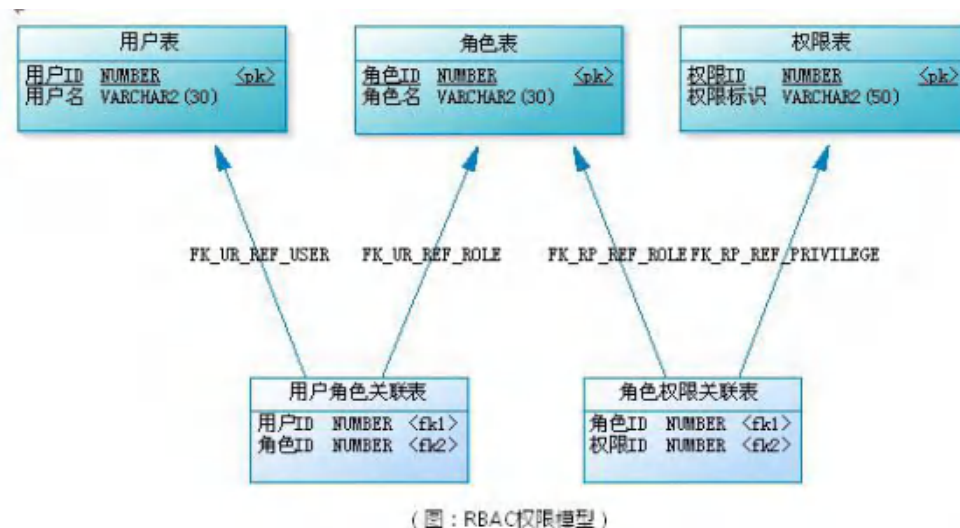 用户表
用户ID NUMBER <pk>
用户名 VARCHAR2(30)
角色表
角色ID NUMBER <pk>
角色名 VARCHAR2(30)
权限表
权限ID NUMBER <pk>
权限标识 VARCHAR2(50)
FK_UR_REF_USER
FK_UR_REF_ROLE
FK_RP_REF_ROLE
FK_RP_REF_PRIVILEGE
用户角色关联表
用户ID NUMBER <fk1>
角色ID NUMBER <fk2>
角色权限关联表
角色ID NUMBER <fk1>
权限ID NUMBER <fk2>
(图：RBAC权限模型)